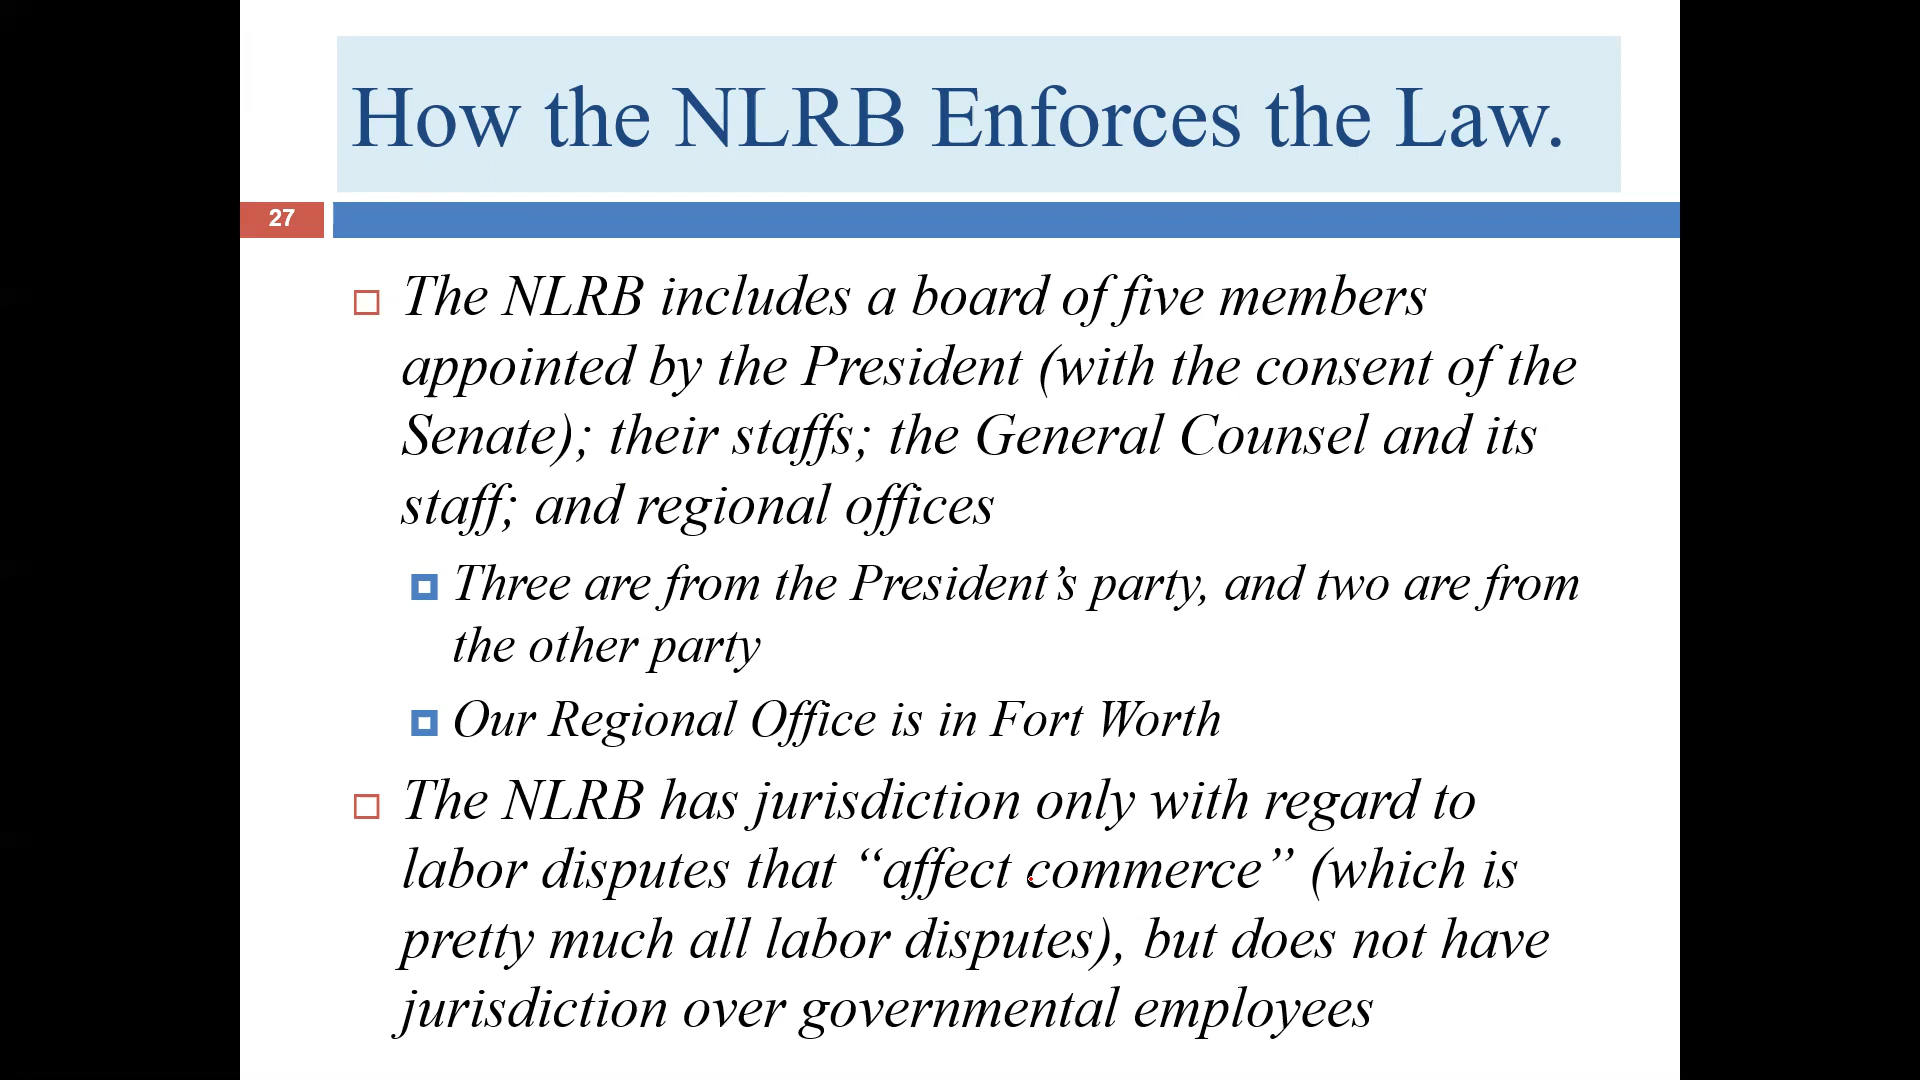 How the NLRB Enforces the Law.
27
The NLRB includes a board of five members
appointed by the President (with the consent of the
Senate); their staffs; the General Counsel and its
staff; and regional offices
Three are from the President’s party, and two are from
the other party
Our Regional Office is in Fort Worth
The NLRB has jurisdiction only with regard to
labor disputes that “affect commerce” (which is
pretty much all labor disputes), but does not have
jurisdiction over governmental employees